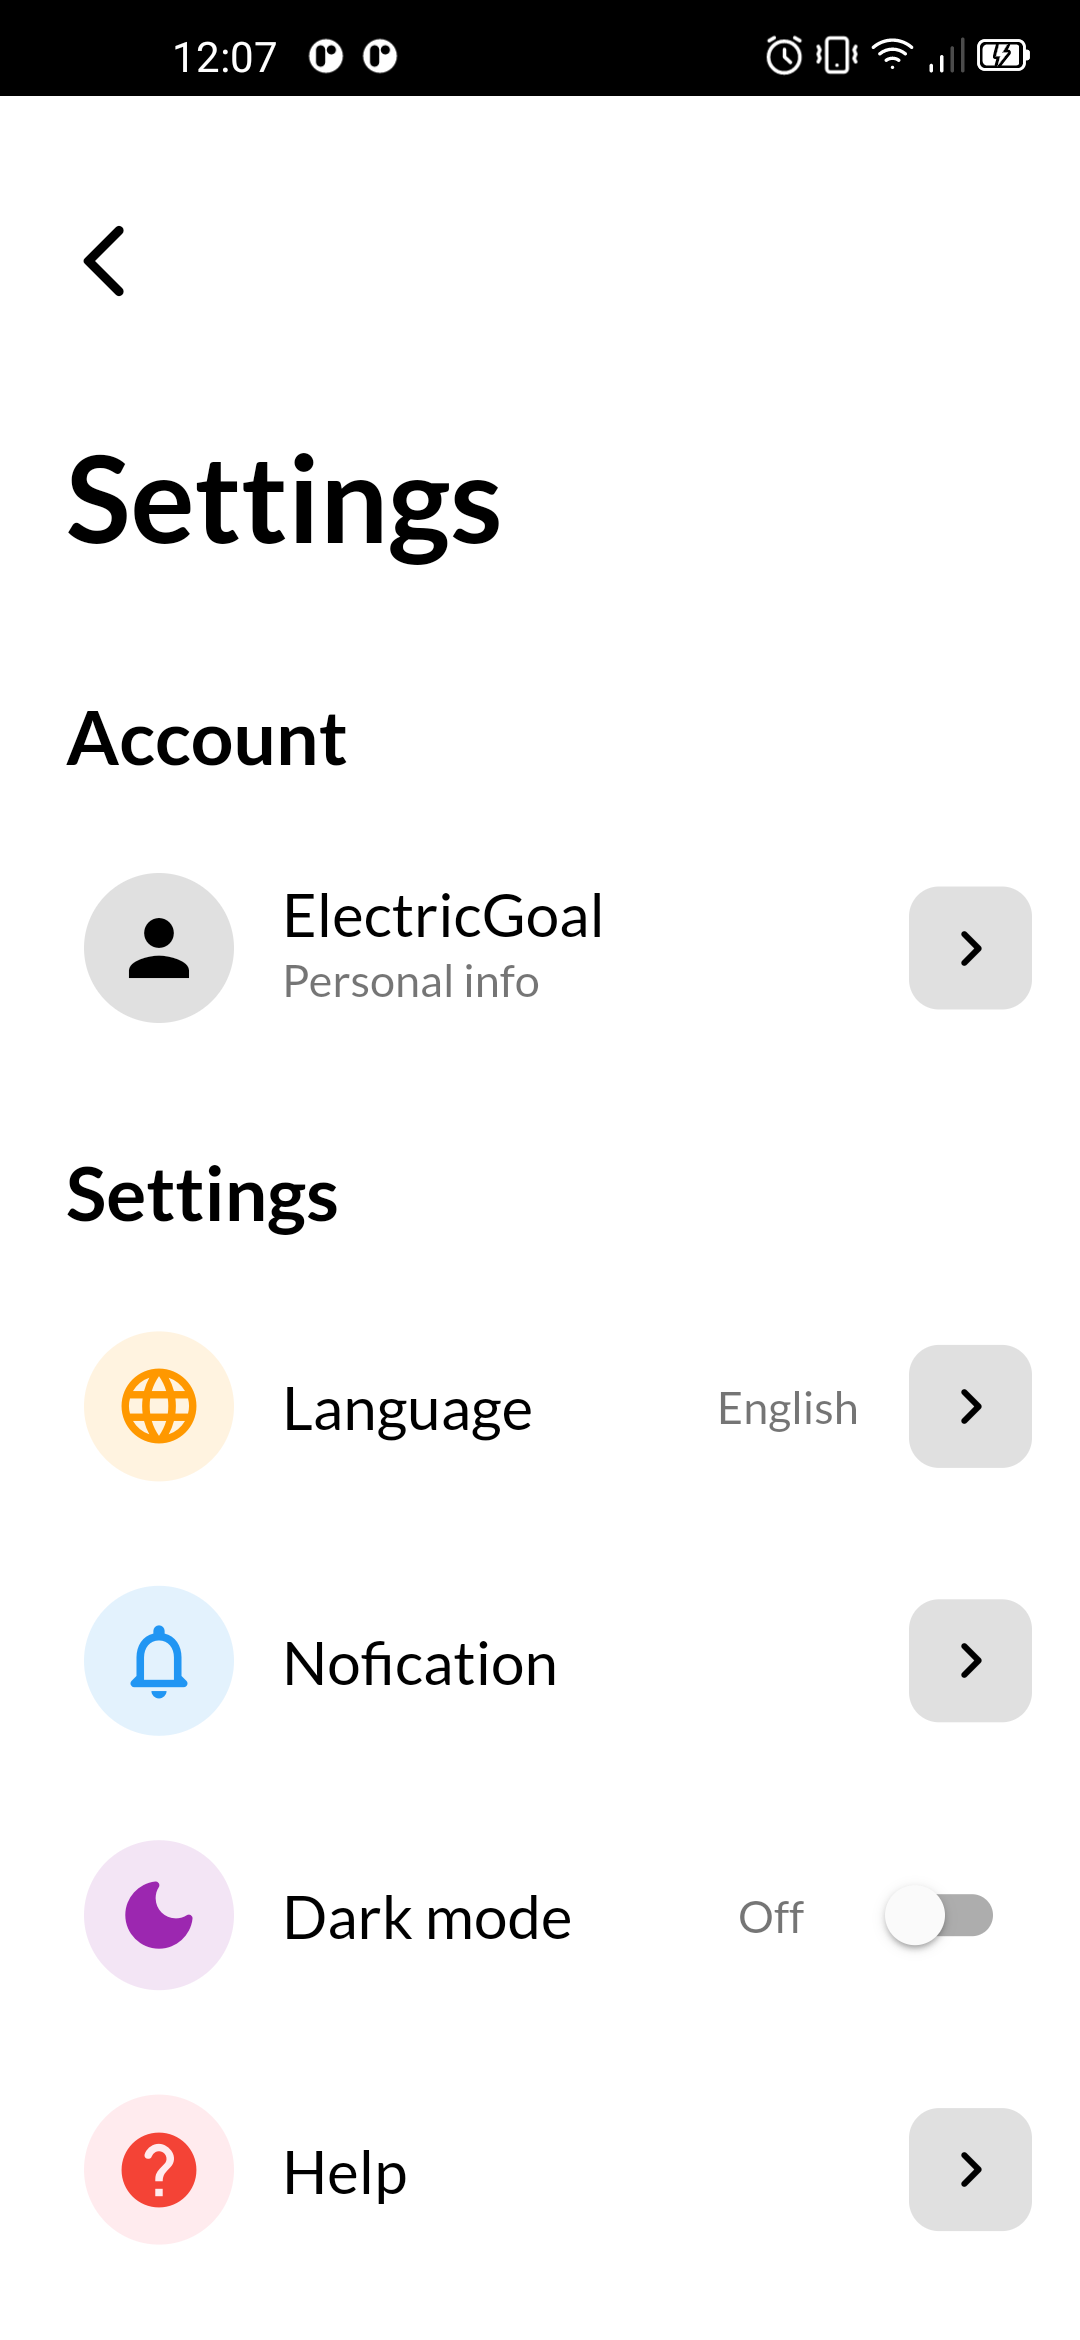 12:07
Settings
Account
ElectricGoal
Personal info
Settings
Language English
Nofication
Dark mode Off
Help